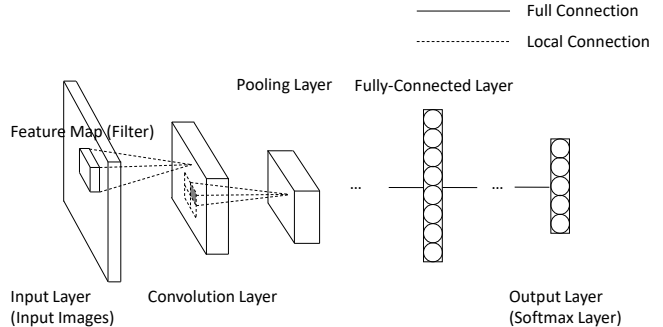 Full Connection
Local Connection
Pooling Layer
Fully-Connected Layer
Feature Map (Filter)
...
...
Input Layer
(Input Images)
Convolution Layer
Output Layer
(Softmax Layer)